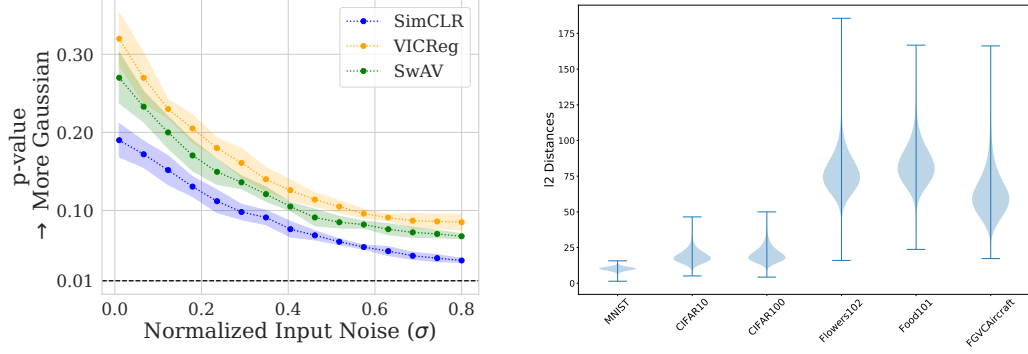 SimCLR
VICReg
SwAV
p-value
→ More Gaussian
0.30
0.20
0.10
0.01
0.0 0.2 0.4 0.6 0.8
Normalized Input Noise (σ)
l2 Distances
175
150
125
100
75
50
25
0
MNIST
CIFAR10
CIFAR100
Flowers102
Food101
FGVCAircraft